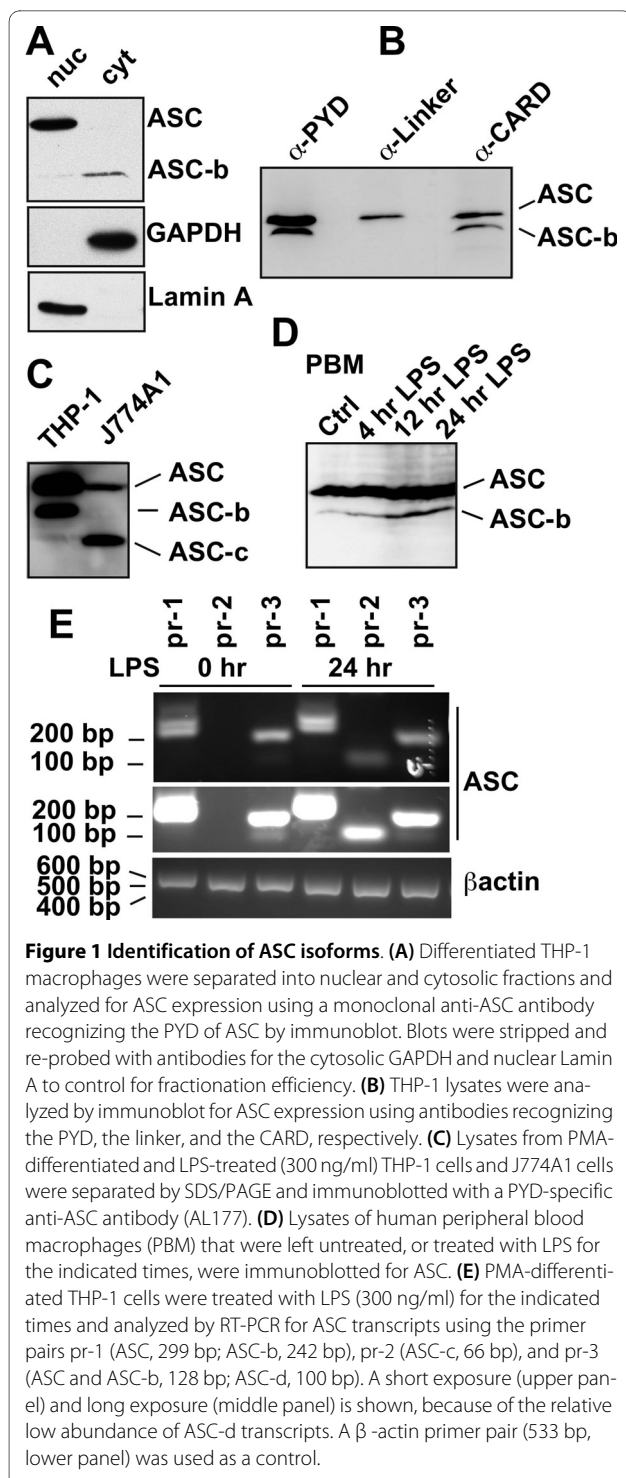 A
nuc cyt
ASC
ASC-b
GAPDH
Lamin A
B
α-PYD α-Linker α-CARD
ASC
ASC-b
C
THP-1 J774A1
ASC
ASC-b
ASC-c
D
PBM
Ctrl 4 hr LPS 12 hr LPS 24 hr LPS
ASC
ASC-b
E
pr-1 pr-2 pr-3 pr-1 pr-2 pr-3
LPS 0 hr 24 hr
200 bp
100 bp
200 bp
100 bp
ASC
600 bp
500 bp
400 bp
βactin
Figure 1 Identification of ASC isoforms. (A) Differentiated THP-1
macrophages were separated into nuclear and cytosolic fractions and
analyzed for ASC expression using a monoclonal anti-ASC antibody
recognizing the PYD of ASC by immunoblot. Blots were stripped and
re-probed with antibodies for the cytosolic GAPDH and nuclear Lamin
A to control for fractionation efficiency. (B) THP-1 lysates were ana-
lyzed by immunoblot for ASC expression using antibodies recognizing
the PYD, the linker, and the CARD, respectively. (C) Lysates from PMA-
differentiated and LPS-treated (300 ng/ml) THP-1 cells and J774A1 cells
were separated by SDS/PAGE and immunoblotted with a PYD-specific
anti-ASC antibody (AL177). (D) Lysates of human peripheral blood
macrophages (PBM) that were left untreated, or treated with LPS for
the indicated times, were immunoblotted for ASC. (E) PMA-differenti-
ated THP-1 cells were treated with LPS (300 ng/ml) for the indicated
times and analyzed by RT-PCR for ASC transcripts using the primer
pairs pr-1 (ASC, 299 bp; ASC-b, 242 bp), pr-2 (ASC-c, 66 bp), and pr-3
(ASC and ASC-b, 128 bp; ASC-d, 100 bp). A short exposure (upper pan-
el) and long exposure (middle panel) is shown, because of the relative
low abundance of ASC-d transcripts. A β -actin primer pair (533 bp,
lower panel) was used as a control.